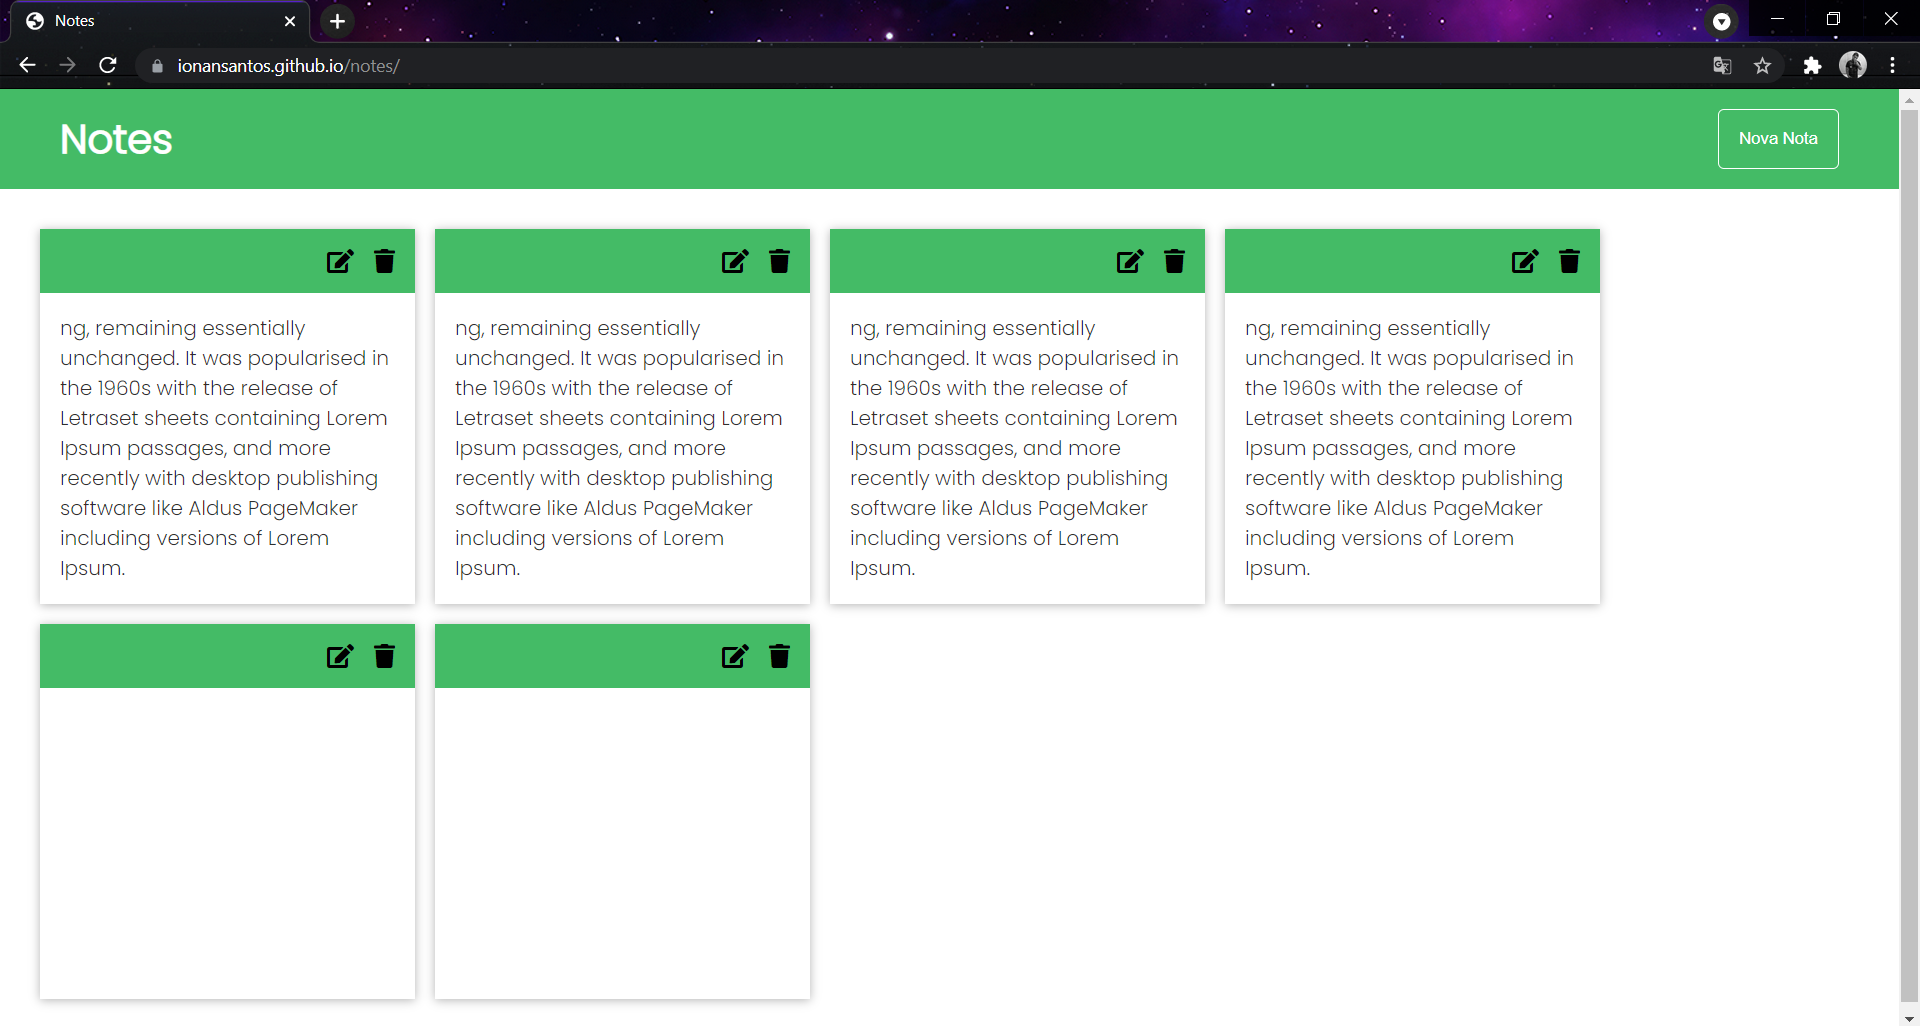 Notes
ionansantos.github.io/notes/
Notes
Nova Nota
ng, remaining essentially
unchanged. It was popularised in
the 1960s with the release of
Letraset sheets containing Lorem
Ipsum passages, and more
recently with desktop publishing
software like Aldus PageMaker
including versions of Lorem
Ipsum.
ng, remaining essentially
unchanged. It was popularised in
the 1960s with the release of
Letraset sheets containing Lorem
Ipsum passages, and more
recently with desktop publishing
software like Aldus PageMaker
including versions of Lorem
Ipsum.
ng, remaining essentially
unchanged. It was popularised in
the 1960s with the release of
Letraset sheets containing Lorem
Ipsum passages, and more
recently with desktop publishing
software like Aldus PageMaker
including versions of Lorem
Ipsum.
ng, remaining essentially
unchanged. It was popularised in
the 1960s with the release of
Letraset sheets containing Lorem
Ipsum passages, and more
recently with desktop publishing
software like Aldus PageMaker
including versions of Lorem
Ipsum.